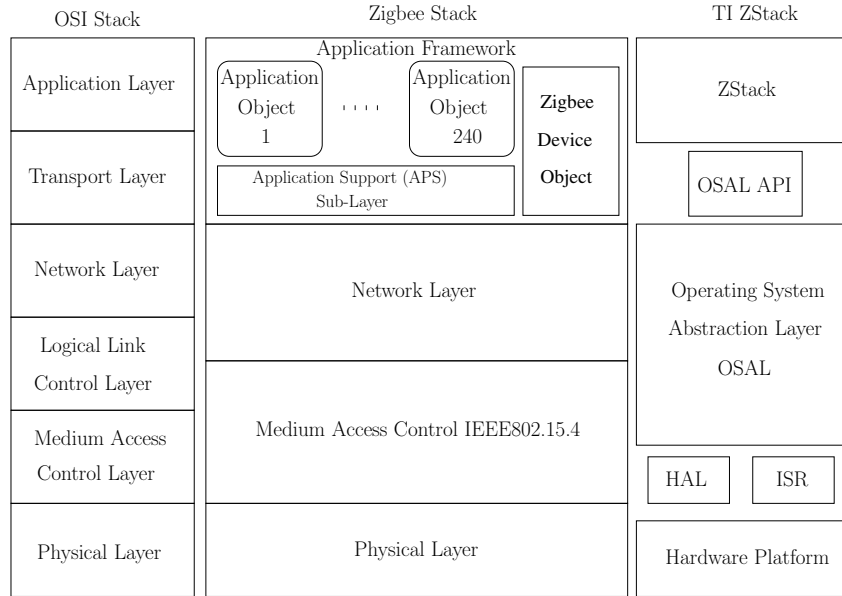 OSI Stack
Zigbee Stack
TI ZStack
Application Layer
Transport Layer
Network Layer
Logical Link
Control Layer
Medium Access
Control Layer
Physical Layer
Application Framework
Application
Object
1
Application
Object
240
Zigbee
Device
Object
Application Support (APS)
Sub-Layer
Network Layer
Medium Access Control IEEE802.15.4
Physical Layer
ZStack
OSAL API
Operating System
Abstraction Layer
OSAL
HAL
ISR
Hardware Platform